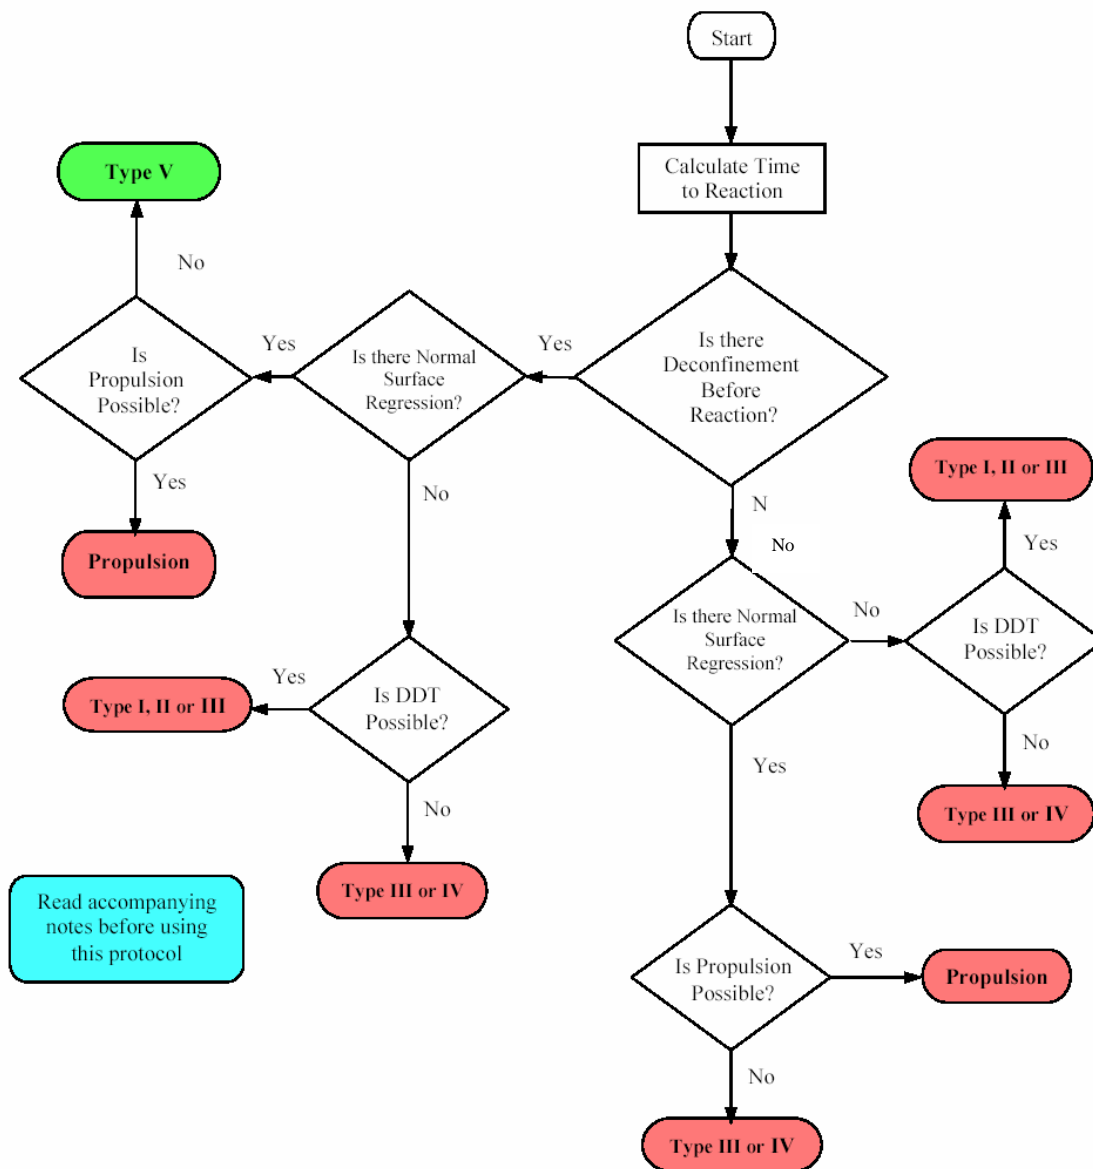 Start
Calculate Time
to Reaction
Type V
No
Is
Propulsion
Possible?
Yes
Is there Normal
Surface
Regression?
Yes
Is there
Deconfinement
Before
Reaction?
Yes
Propulsion
No
N
No
Type I, II or III
Yes
Is there Normal
Surface
Regression?
No
Is DDT
Possible?
No
Type III or IV
Type I, II or III
Yes
Is DDT
Possible?
No
Type III or IV
Yes
Read accompanying
notes before using
this protocol
Is Propulsion
Possible?
Yes
Propulsion
No
Type III or IV